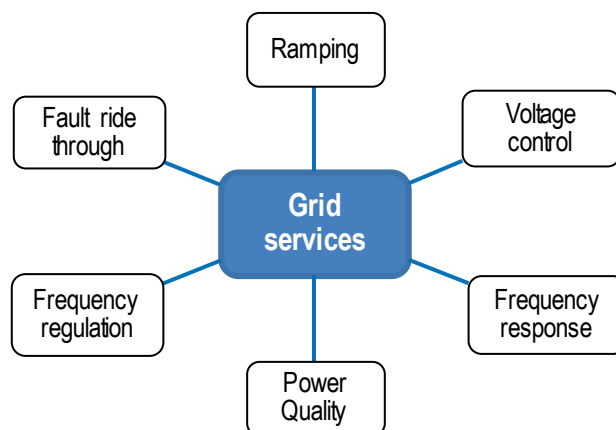 Ramping
Fault ride
through
Voltage
control
Grid
services
Frequency
regulation
Frequency
response
Power
Quality